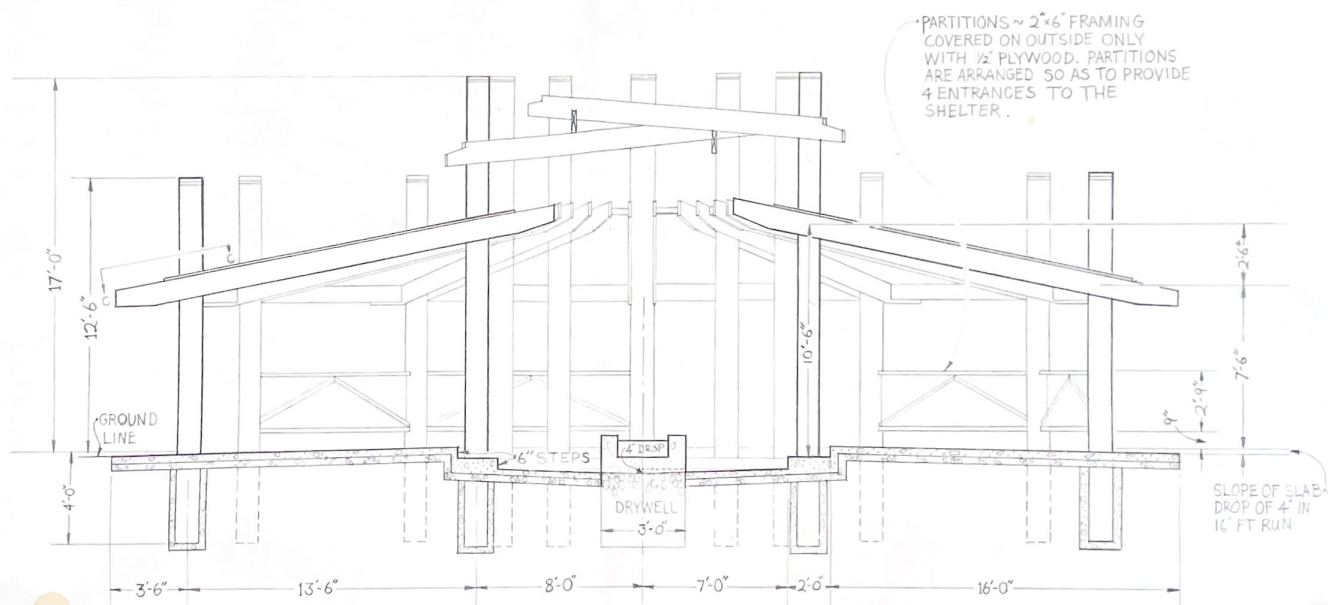 PARTITIONS ~ 2"x6" FRAMING
COVERED ON OUTSIDE ONLY
WITH ½" PLYWOOD. PARTITIONS
ARE ARRANGED SO AS TO PROVIDE
4 ENTRANCES TO THE
SHELTER.
17'-0"
12'-6"
C
C
10'-6"
2'-6"
7'-6"
2'-9"
9"
GROUND
LINE
6" STEPS
4" DROP
4'-0"
DRYWELL
3'-0"
SLOPE OF SLAB~
DROP OF 4" IN
16' FT RUN
3'-6"
13'-6"
8'-0"
7'-0"
2'-0"
16'-0"